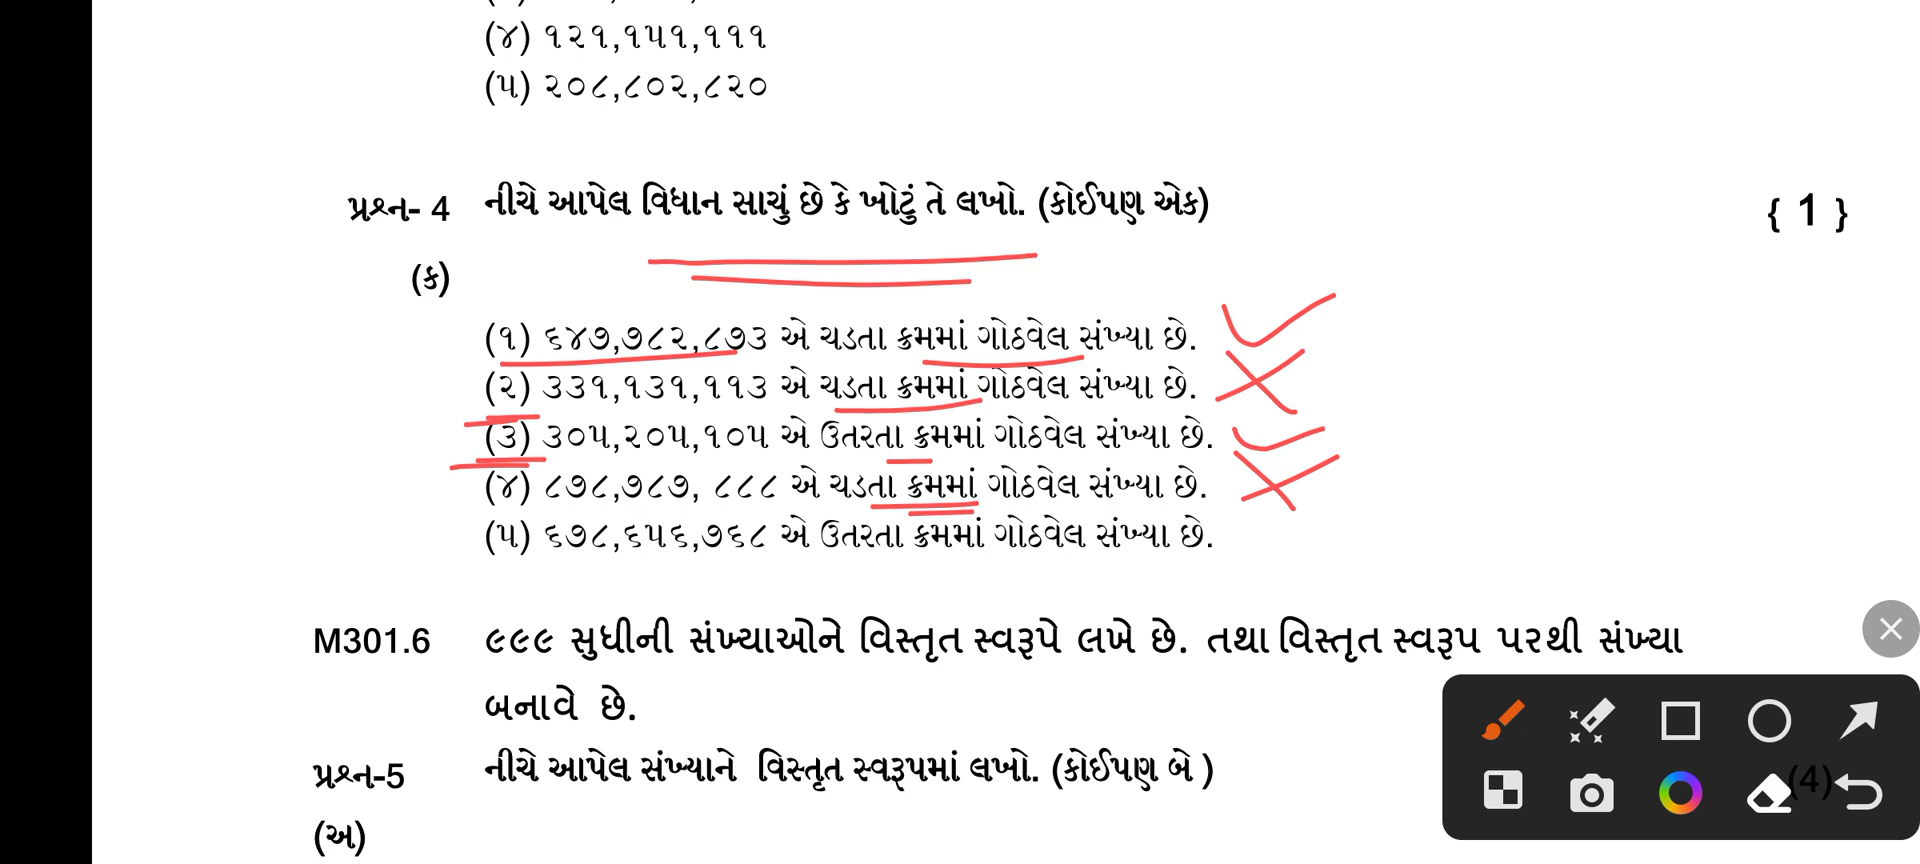 (૪) ૧૨૧,૧૫૧,૧૧૧
(૫) ૨૦૮,૮૦૨,૮૨૦
પ્રશ્ન- 4 નીચે આપેલ વિધાન સાચું છે કે ખોટું તે લખો. (કોઈપણ એક) { 1 }
(ક)
(૧) ૬૪૭,૭૮૨,૮૭૩ એ ચડતા ક્રમમાં ગોઠવેલ સંખ્યા છે.
(૨) ૩૩૧,૧૩૧,૧૧૩ એ ચડતા ક્રમમાં ગોઠવેલ સંખ્યા છે.
(૩) ૩૦૫,૨૦૫,૧૦૫ એ ઉતરતા ક્રમમાં ગોઠવેલ સંખ્યા છે.
(૪) ૮૭૮,૭૮૭, ૮૮૮ એ ચડતા ક્રમમાં ગોઠવેલ સંખ્યા છે.
(૫) ૬૭૮,૬૫૬,૭૬૮ એ ઉતરતા ક્રમમાં ગોઠવેલ સંખ્યા છે.
M301.6 ૯૯૯ સુધીની સંખ્યાઓને વિસ્તૃત સ્વરૂપે લખે છે. તથા વિસ્તૃત સ્વરૂપ પરથી સંખ્યા
બનાવે છે.
પ્રશ્ન-5 નીચે આપેલ સંખ્યાને વિસ્તૃત સ્વરૂપમાં લખો. (કોઈપણ બે ) (4)
(અ)